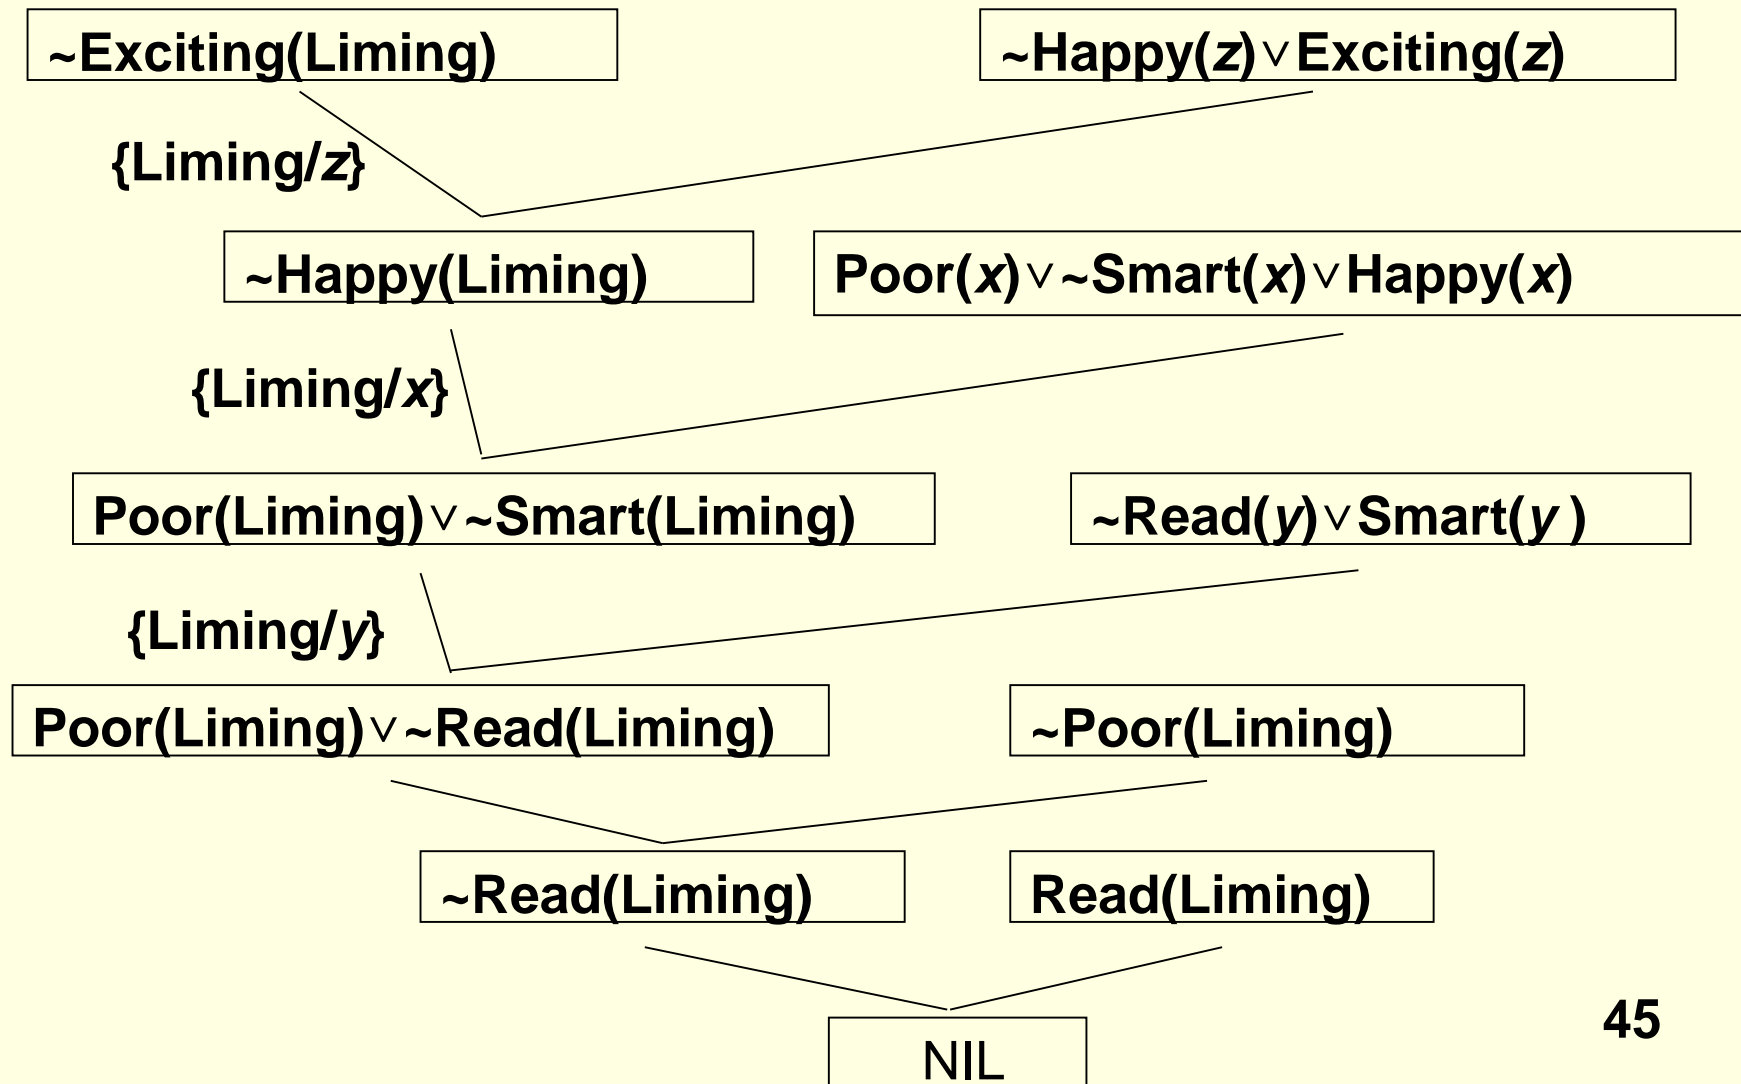 ~Exciting(Liming)
~Happy(z)∨Exciting(z)
{Liming/z}
~Happy(Liming)
Poor(x)∨~Smart(x)∨Happy(x)
{Liming/x}
Poor(Liming)∨~Smart(Liming)
~Read(y)∨Smart(y )
{Liming/y}
Poor(Liming)∨~Read(Liming)
~Poor(Liming)
~Read(Liming)
Read(Liming)
NIL
45